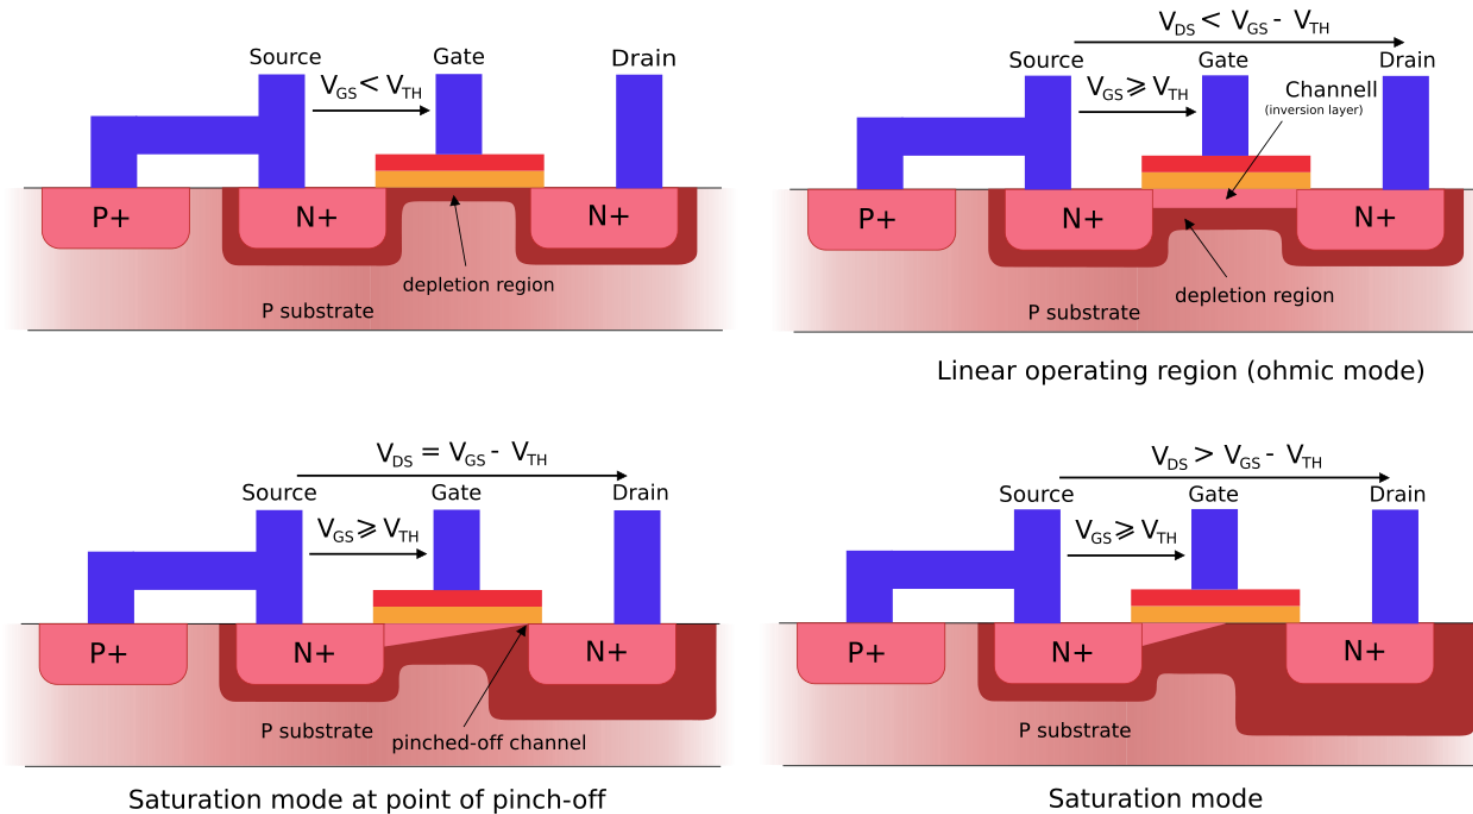 Source
Gate
Drain
VGS < VTH
P+
N+
N+
depletion region
P substrate
VDS < VGS - VTH
Source
Gate
Drain
VGS ⩾ VTH
Channell
(inversion layer)
P+
N+
N+
depletion region
P substrate
Linear operating region (ohmic mode)
VDS = VGS - VTH
Source
Gate
Drain
VGS ⩾ VTH
P+
N+
N+
P substrate
pinched-off channel
Saturation mode at point of pinch-off
VDS > VGS - VTH
Source
Gate
Drain
VGS ⩾ VTH
P+
N+
N+
P substrate
Saturation mode